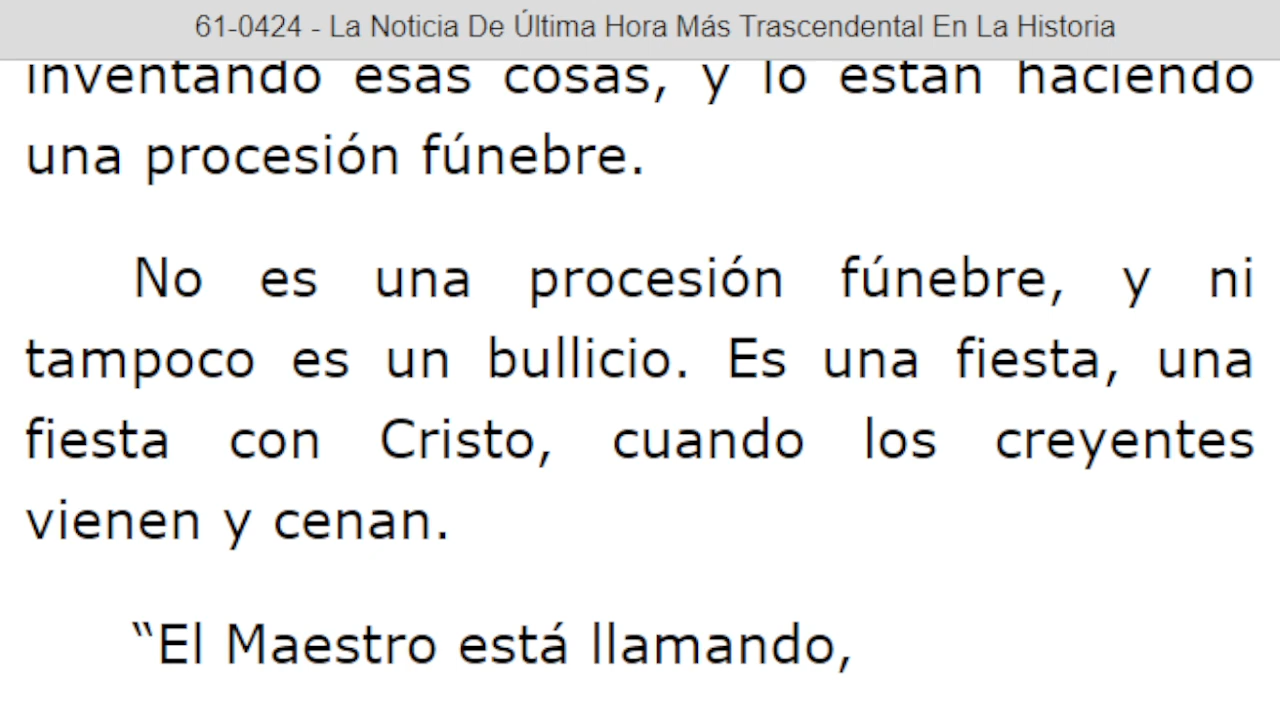 61-0424 - La Noticia De Última Hora Más Trascendental En La Historia
inventando esas cosas, y lo están haciendo
una procesión fúnebre.
No es una procesión fúnebre, y ni
tampoco es un bullicio. Es una fiesta, una
fiesta con Cristo, cuando los creyentes
vienen y cenan.
“El Maestro está llamando,